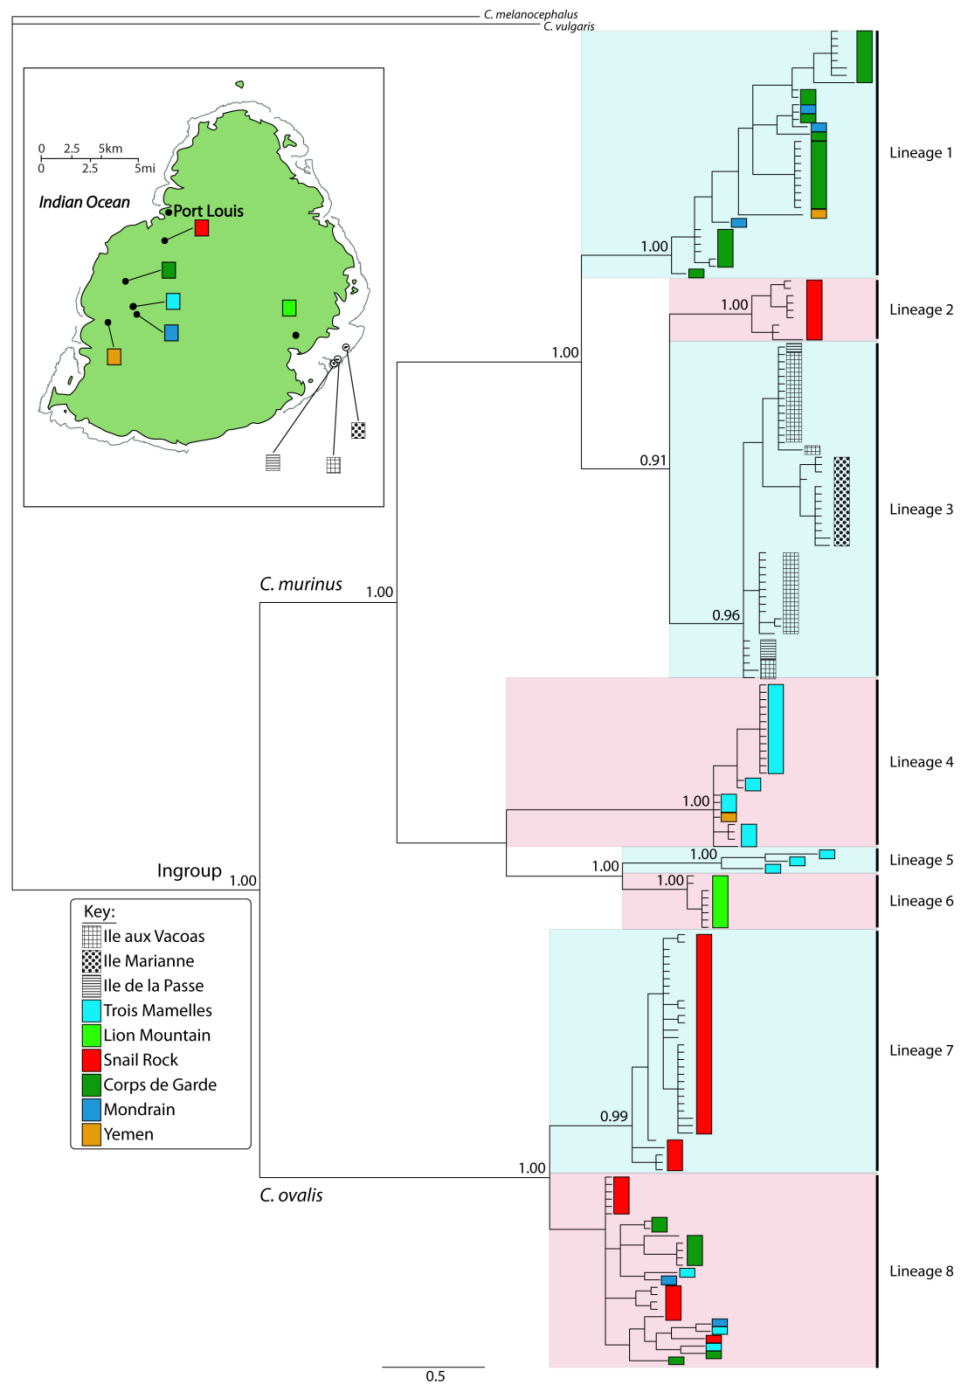 C. melanocephalus
C. vulgaris
0 2.5 5km
0 2.5 5mi
Indian Ocean
Port Louis
Lineage 1
1.00
Lineage 2
1.00
1.00
Lineage 3
0.91
0.96
C. murinus
1.00
Lineage 4
1.00
Lineage 5
1.00
1.00
Lineage 6
1.00
Ingroup
1.00
Key:
Ile aux Vacoas
Ile Marianne
Ile de la Passe
Trois Mamelles
Lion Mountain
Snail Rock
Corps de Garde
Mondrain
Yemen
Lineage 7
0.99
1.00
C. ovalis
Lineage 8
0.5